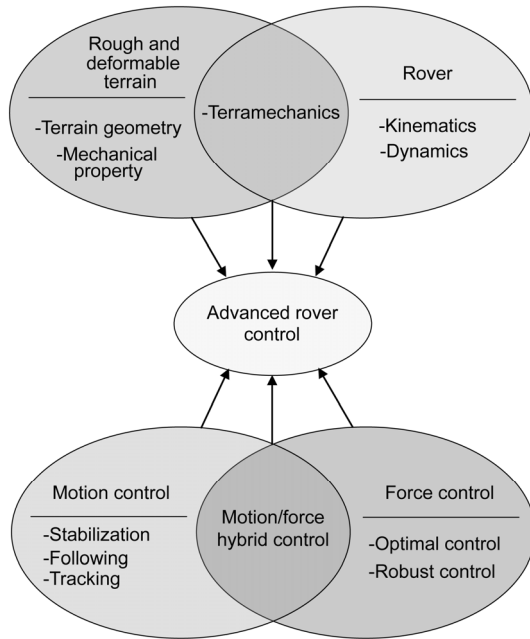 Rough and
deformable
terrain
-Terrain geometry
-Mechanical
property
-Terramechanics
Rover
-Kinematics
-Dynamics
Advanced rover
control
Motion control
-Stabilization
-Following
-Tracking
Motion/force
hybrid control
Force control
-Optimal control
-Robust control